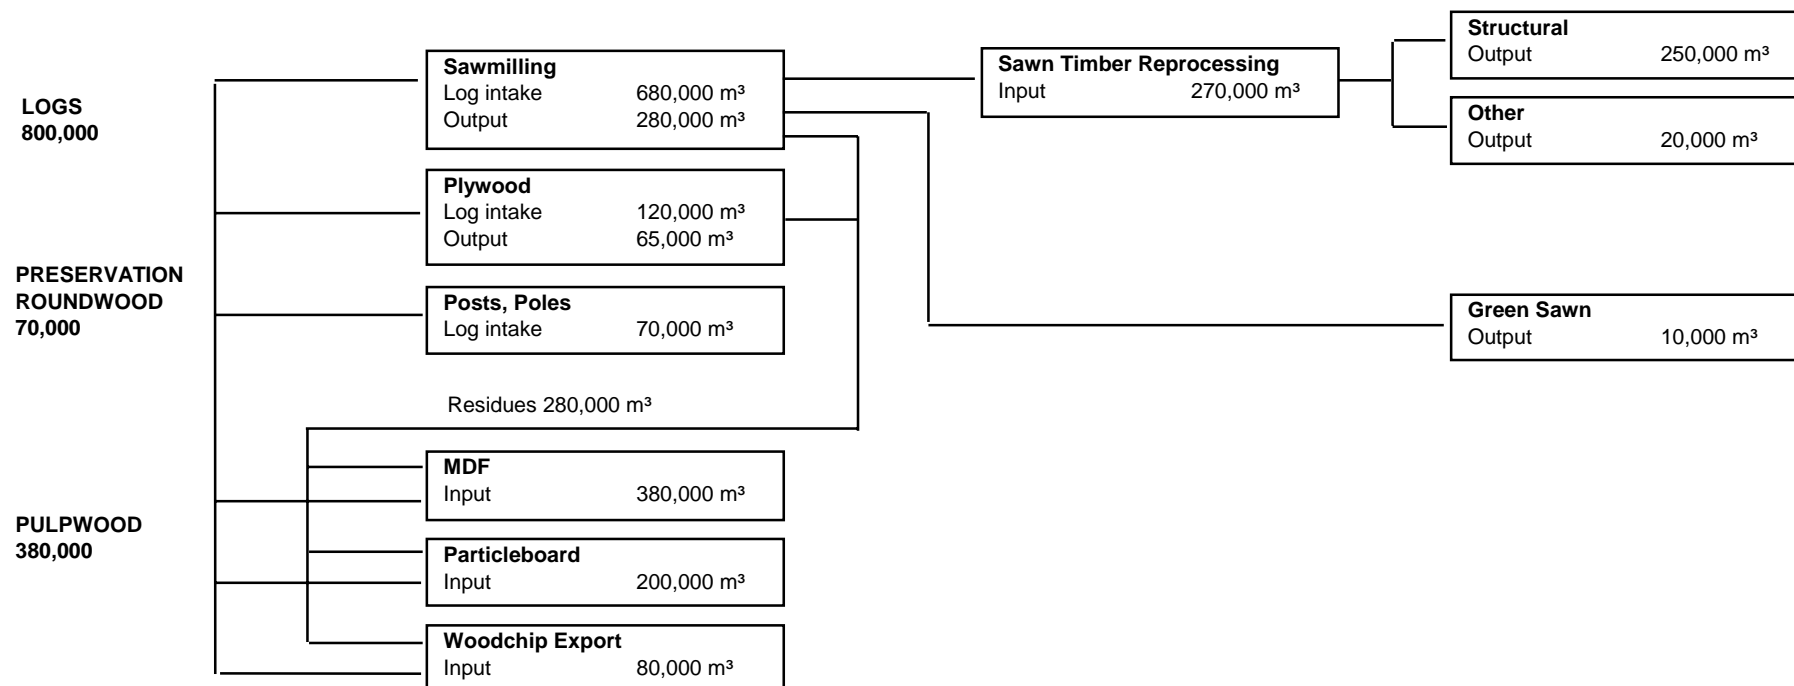 LOGS
800,000
PRESERVATION
ROUNDWOOD
70,000
PULPWOOD
380,000
Sawmilling
Log intake 680,000 m³
Output 280,000 m³
Plywood
Log intake 120,000 m³
Output 65,000 m³
Posts, Poles
Log intake 70,000 m³
Residues 280,000 m³
MDF
Input 380,000 m³
Particleboard
Input 200,000 m³
Woodchip Export
Input 80,000 m³
Sawn Timber Reprocessing
Input 270,000 m³
Structural
Output 250,000 m³
Other
Output 20,000 m³
Green Sawn
Output 10,000 m³